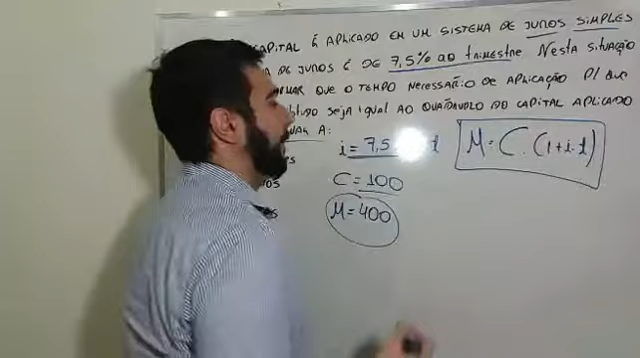 CAPITAL É APLICADO EM UM SISTEMA DE JUROS SIMPLES
DE JUROS É DE 7,5% ao trimestre. Nesta situação
QUE O TEMPO NECESSÁRIO DE APLICAÇÃO P/ QUE
SEJA IGUAL AO QUÁDRUPLO DO CAPITAL APLICADO
A:
i = 7,5 t M = C. (1+i.t)
C = 100
M = 400